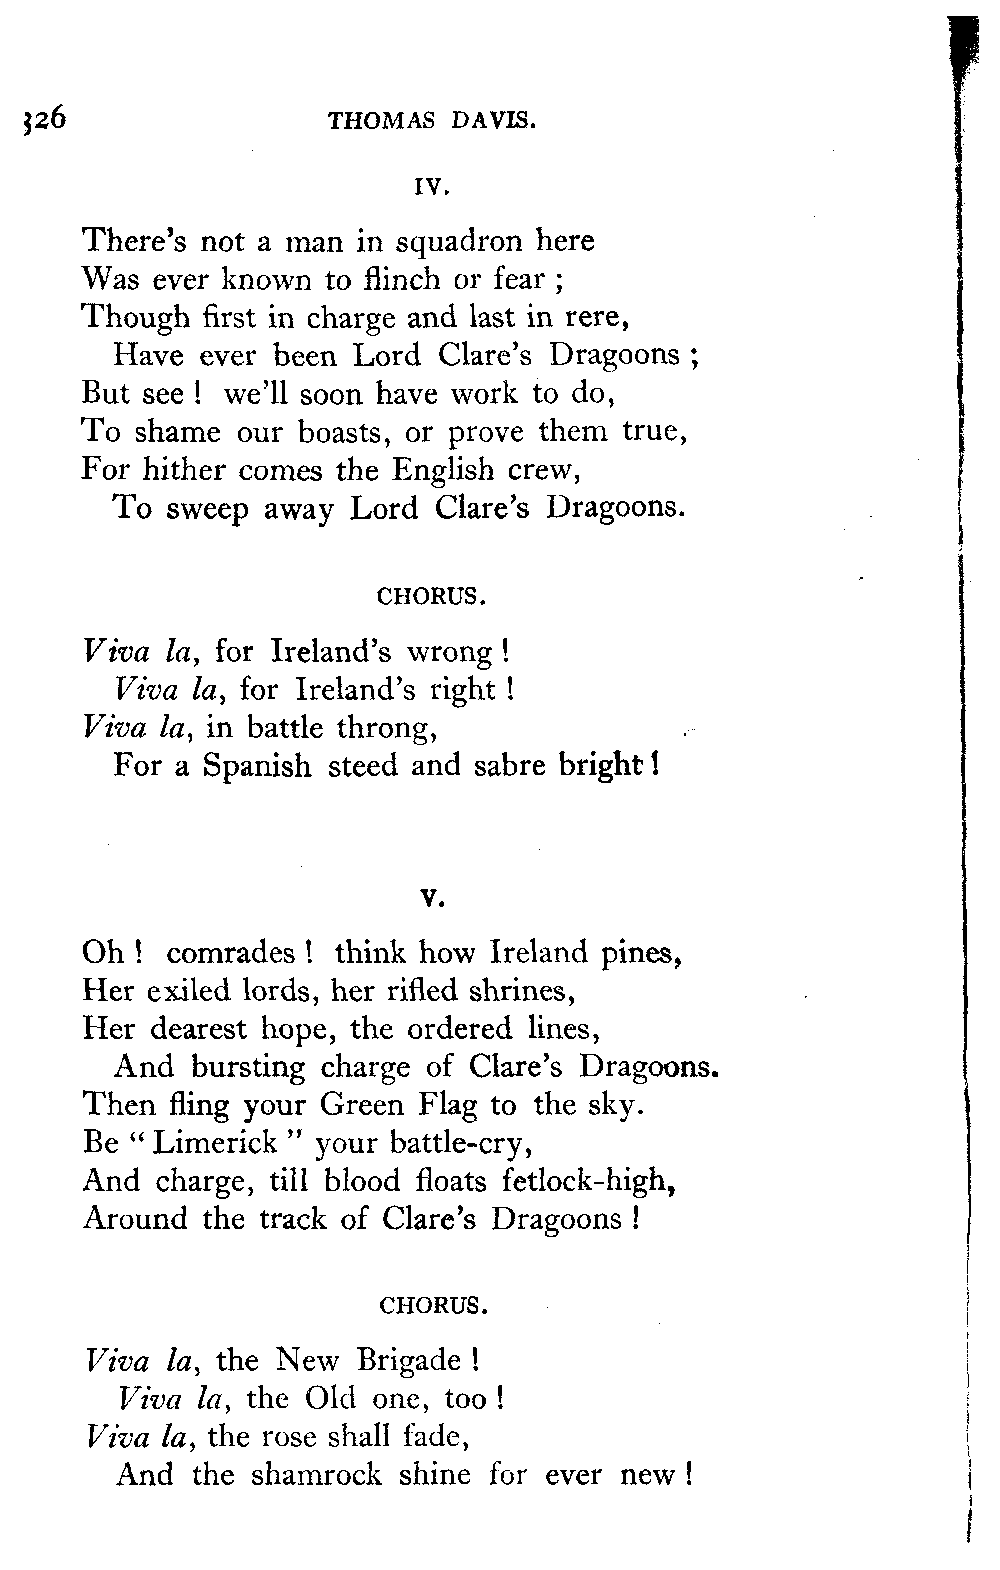 326 THOMAS DAVIS.
IV.
There's not a man in squadron here
Was ever known to flinch or fear ;
Though first in charge and last in rere,
Have ever been Lord Clare's Dragoons ;
But see ! we'll soon have work to do,
To shame our boasts, or prove them true,
For hither comes the English crew,
To sweep away Lord Clare's Dragoons.
CHORUS.
Viva la, for Ireland's wrong !
Viva la, for Ireland's right !
Viva la, in battle throng,
For a Spanish steed and sabre bright !
V.
Oh ! comrades ! think how Ireland pines,
Her exiled lords, her rifled shrines,
Her dearest hope, the ordered lines,
And bursting charge of Clare's Dragoons.
Then fling your Green Flag to the sky.
Be “ Limerick ” your battle-cry,
And charge, till blood floats fetlock-high,
Around the track of Clare's Dragoons !
CHORUS.
Viva la, the New Brigade !
Viva la, the Old one, too !
Viva la, the rose shall fade,
And the shamrock shine for ever new !